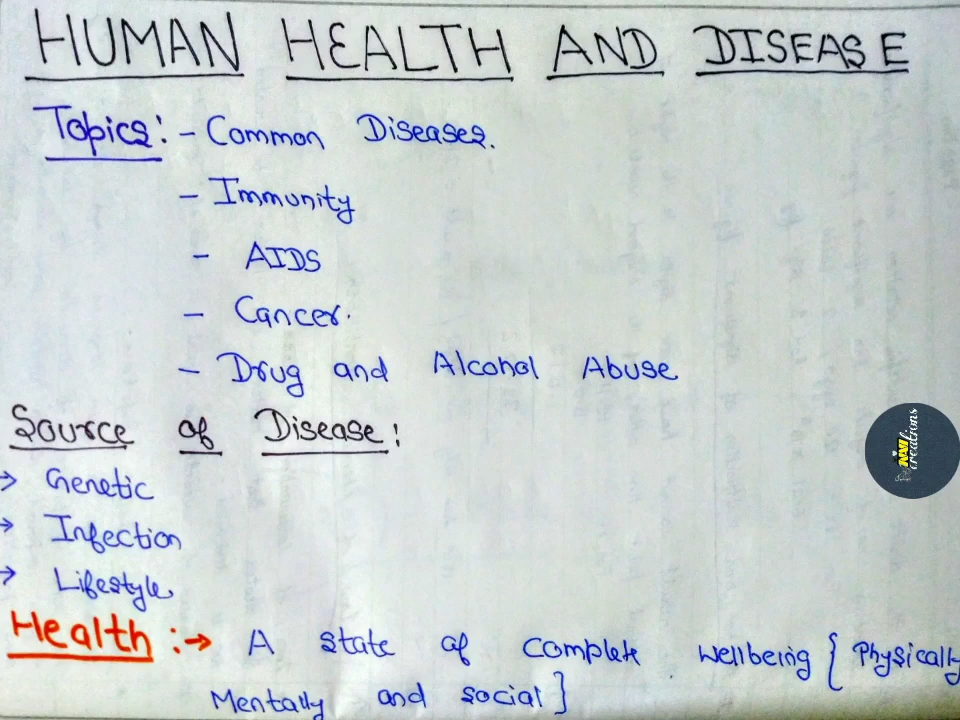 HUMAN HEALTH AND DISEASE
Topics: - Common Diseases.
- Immunity
- AIDS
- Cancer.
- Drug and Alcohol Abuse
Source of Disease:
→ Genetic
→ Infection
→ Lifestyle
Health :→ A state of complete wellbeing { Physically
Mentally and social ]
creations